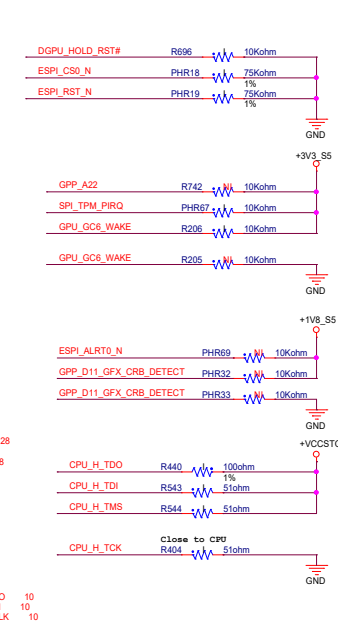 DGPU_HOLD_RST# R696 10Kohm
ESPI_CS0_N PHR18 75Kohm
1%
ESPI_RST_N PHR19 75Kohm
1%
GND
+3V3_S5
GPP_A22 R742 NI 10Kohm
SPI_TPM_PIRQ PHR67 10Kohm
GPU_GC6_WAKE R206 10Kohm
GPU_GC6_WAKE R205 NI 10Kohm
GND
+1V8_S5
ESPI_ALRT0_N PHR69 NI 10Kohm
GPP_D11_GFX_CRB_DETECT PHR32 NI 10Kohm
GPP_D11_GFX_CRB_DETECT PHR33 NI 10Kohm
GND
28
+VCCSTG
8
CPU_H_TDO R440 100ohm
1%
CPU_H_TDI R543 51ohm
CPU_H_TMS R544 51ohm
Close to CPU
CPU_H_TCK R404 51ohm
GND
O 10
10
LK 10